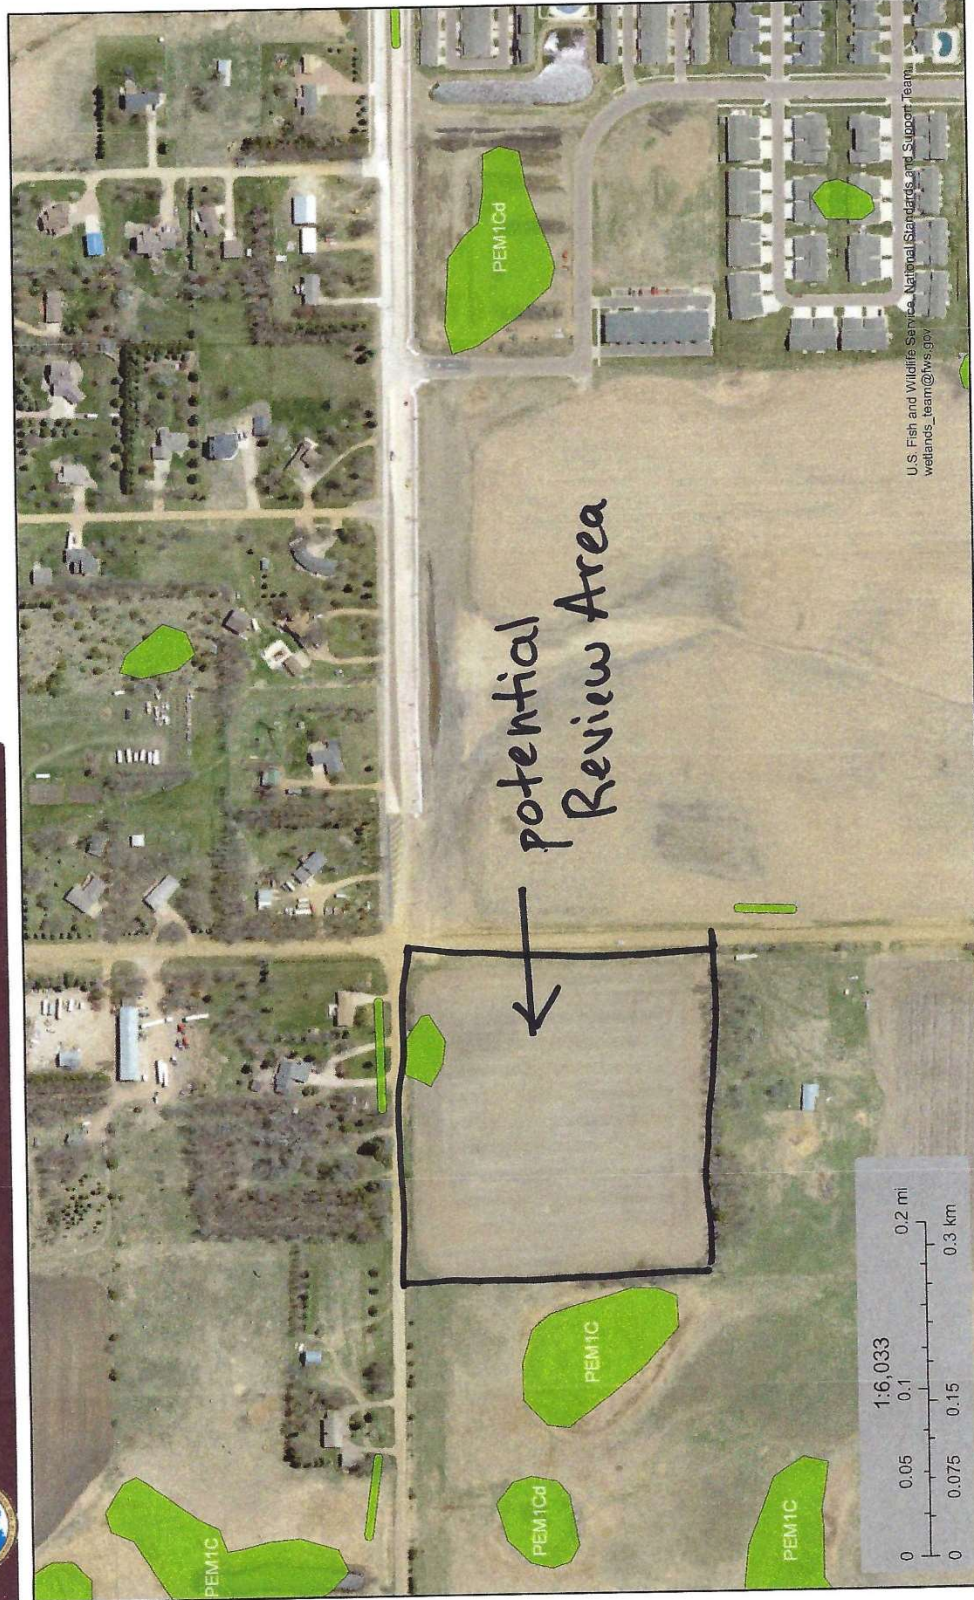 PEM1Cd
potential
Review Area
PEM1C
PEM1Cd
PEM1C
PEM1C
1:6,033
0 0.05 0.1 0.2 mi
0 0.075 0.15 0.3 km
U.S. Fish and Wildlife Service, National Standards and Support Team,
wetlands_team@fws.gov